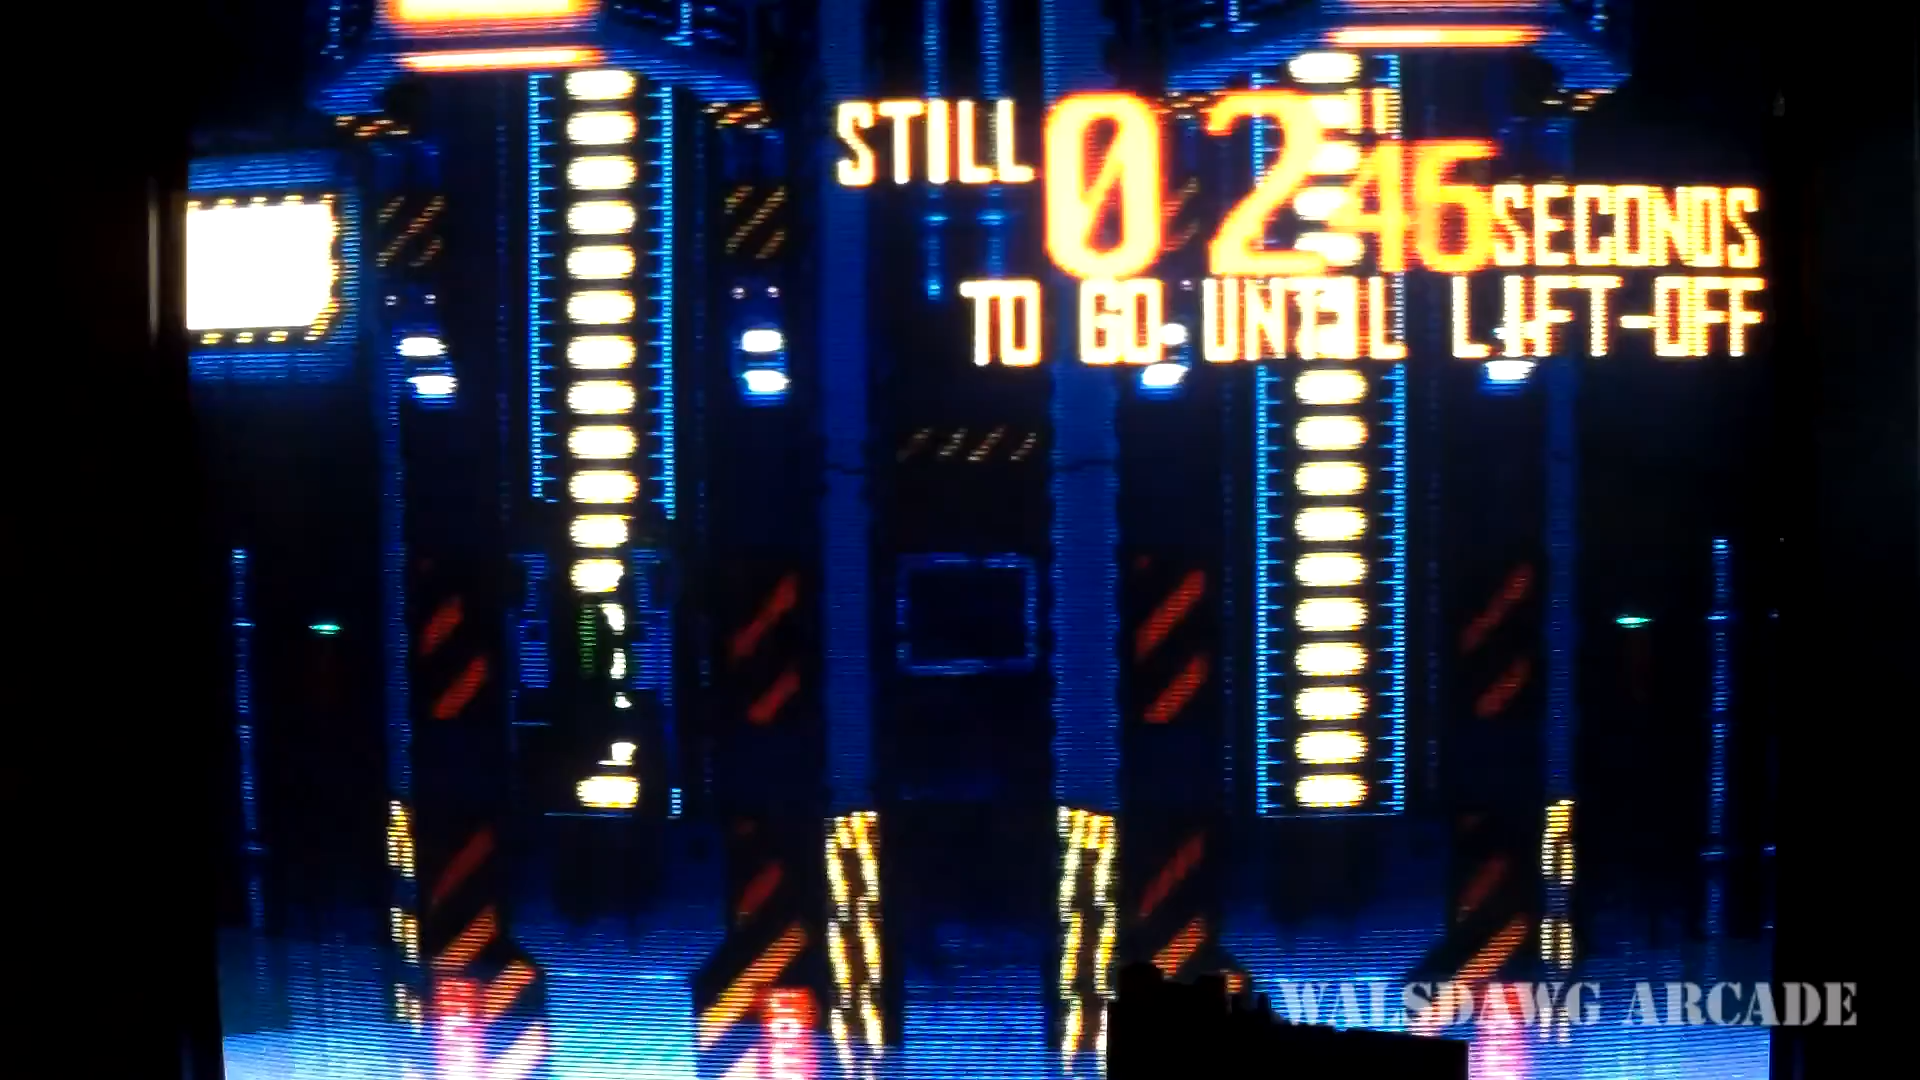 STILL 0 2 46 SECONDS
TO GO UNTIL LIFT-OFF
WALSDAWG ARCADE